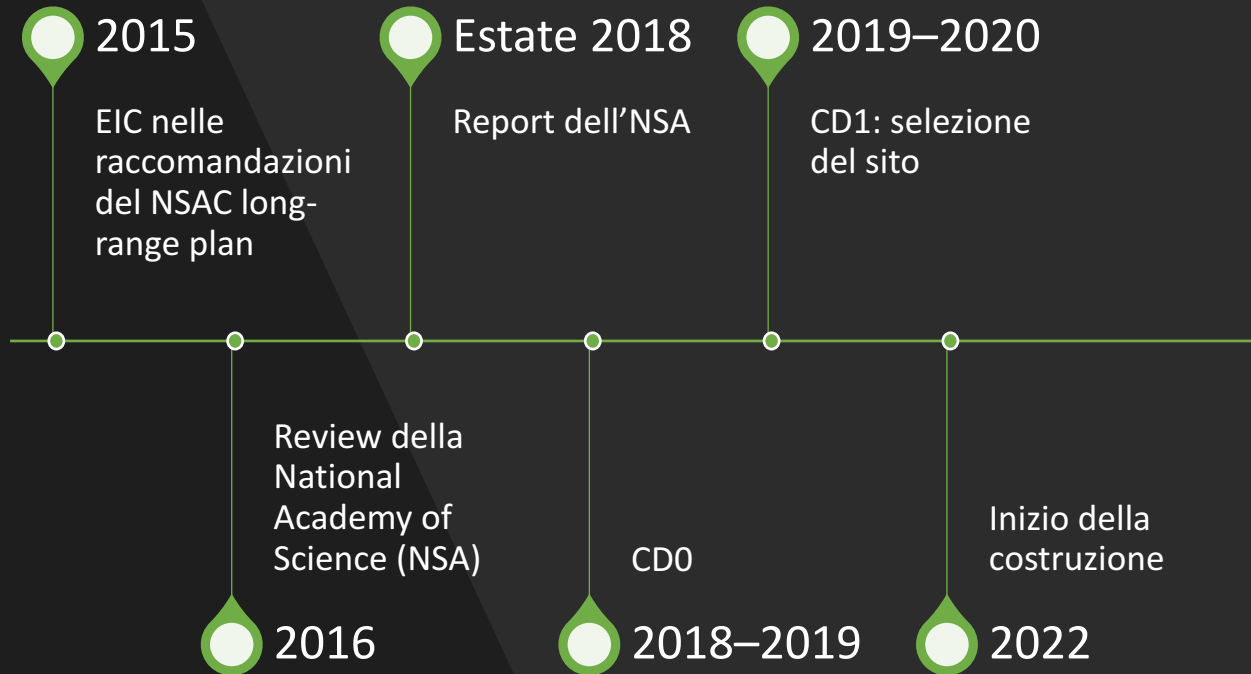 2015
EIC nelle
raccomandazioni
del NSAC long-
range plan
Review della
National
Academy of
Science (NSA)
2016
Estate 2018
Report dell’NSA
CD0
2018–2019
2019–2020
CD1: selezione
del sito
Inizio della
costruzione
2022